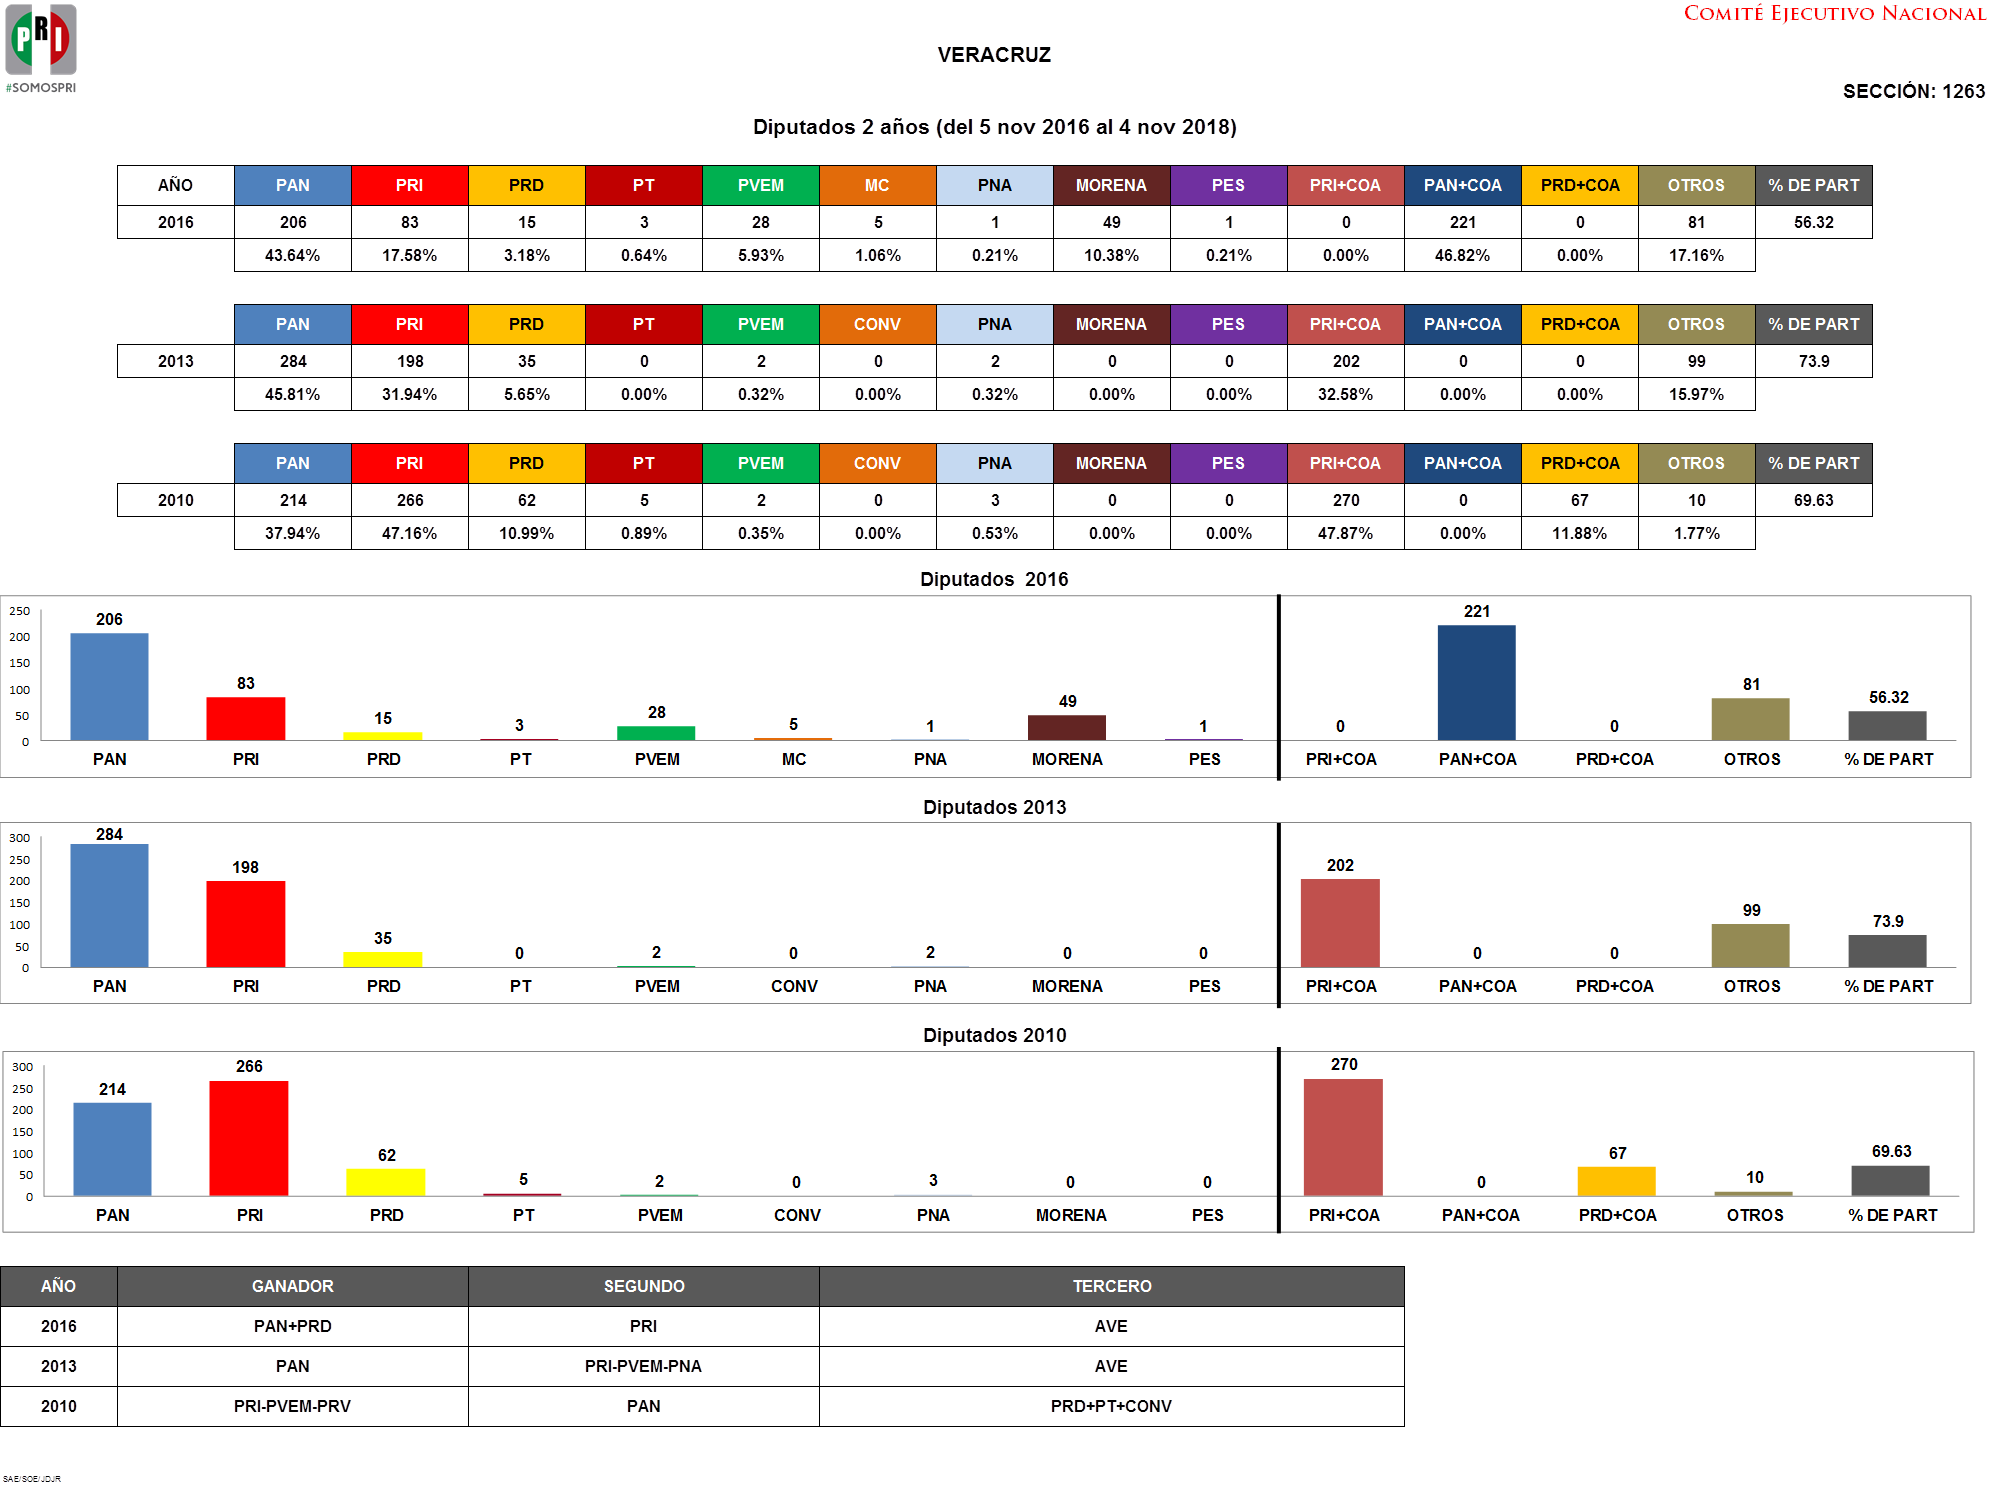 PRI
#SOMOSPRI
COMITÉ EJECUTIVO NACIONAL
VERACRUZ
SECCIÓN: 1263
Diputados 2 años (del 5 nov 2016 al 4 nov 2018)
AÑO PAN PRI PRD PT PVEM MC PNA MORENA PES PRI+COA PAN+COA PRD+COA OTROS % DE PART
2016 206 83 15 3 28 5 1 49 1 0 221 0 81 56.32
43.64% 17.58% 3.18% 0.64% 5.93% 1.06% 0.21% 10.38% 0.21% 0.00% 46.82% 0.00% 17.16%
PAN PRI PRD PT PVEM CONV PNA MORENA PES PRI+COA PAN+COA PRD+COA OTROS % DE PART
2013 284 198 35 0 2 0 2 0 0 202 0 0 99 73.9
45.81% 31.94% 5.65% 0.00% 0.32% 0.00% 0.32% 0.00% 0.00% 32.58% 0.00% 0.00% 15.97%
PAN PRI PRD PT PVEM CONV PNA MORENA PES PRI+COA PAN+COA PRD+COA OTROS % DE PART
2010 214 266 62 5 2 0 3 0 0 270 0 67 10 69.63
37.94% 47.16% 10.99% 0.89% 0.35% 0.00% 0.53% 0.00% 0.00% 47.87% 0.00% 11.88% 1.77%
Diputados 2016
250
200
150
100
50
0
206 83 15 3 28 5 1 49 1 0 221 0 81 56.32
PAN PRI PRD PT PVEM MC PNA MORENA PES PRI+COA PAN+COA PRD+COA OTROS % DE PART
Diputados 2013
300
250
200
150
100
50
0
284 198 35 0 2 0 2 0 0 202 0 0 99 73.9
PAN PRI PRD PT PVEM CONV PNA MORENA PES PRI+COA PAN+COA PRD+COA OTROS % DE PART
Diputados 2010
300
250
200
150
100
50
0
214 266 62 5 2 0 3 0 0 270 0 67 10 69.63
PAN PRI PRD PT PVEM CONV PNA MORENA PES PRI+COA PAN+COA PRD+COA OTROS % DE PART
AÑO GANADOR SEGUNDO TERCERO
2016 PAN+PRD PRI AVE
2013 PAN PRI-PVEM-PNA AVE
2010 PRI-PVEM-PRV PAN PRD+PT+CONV
SAE/SOE/JDJR